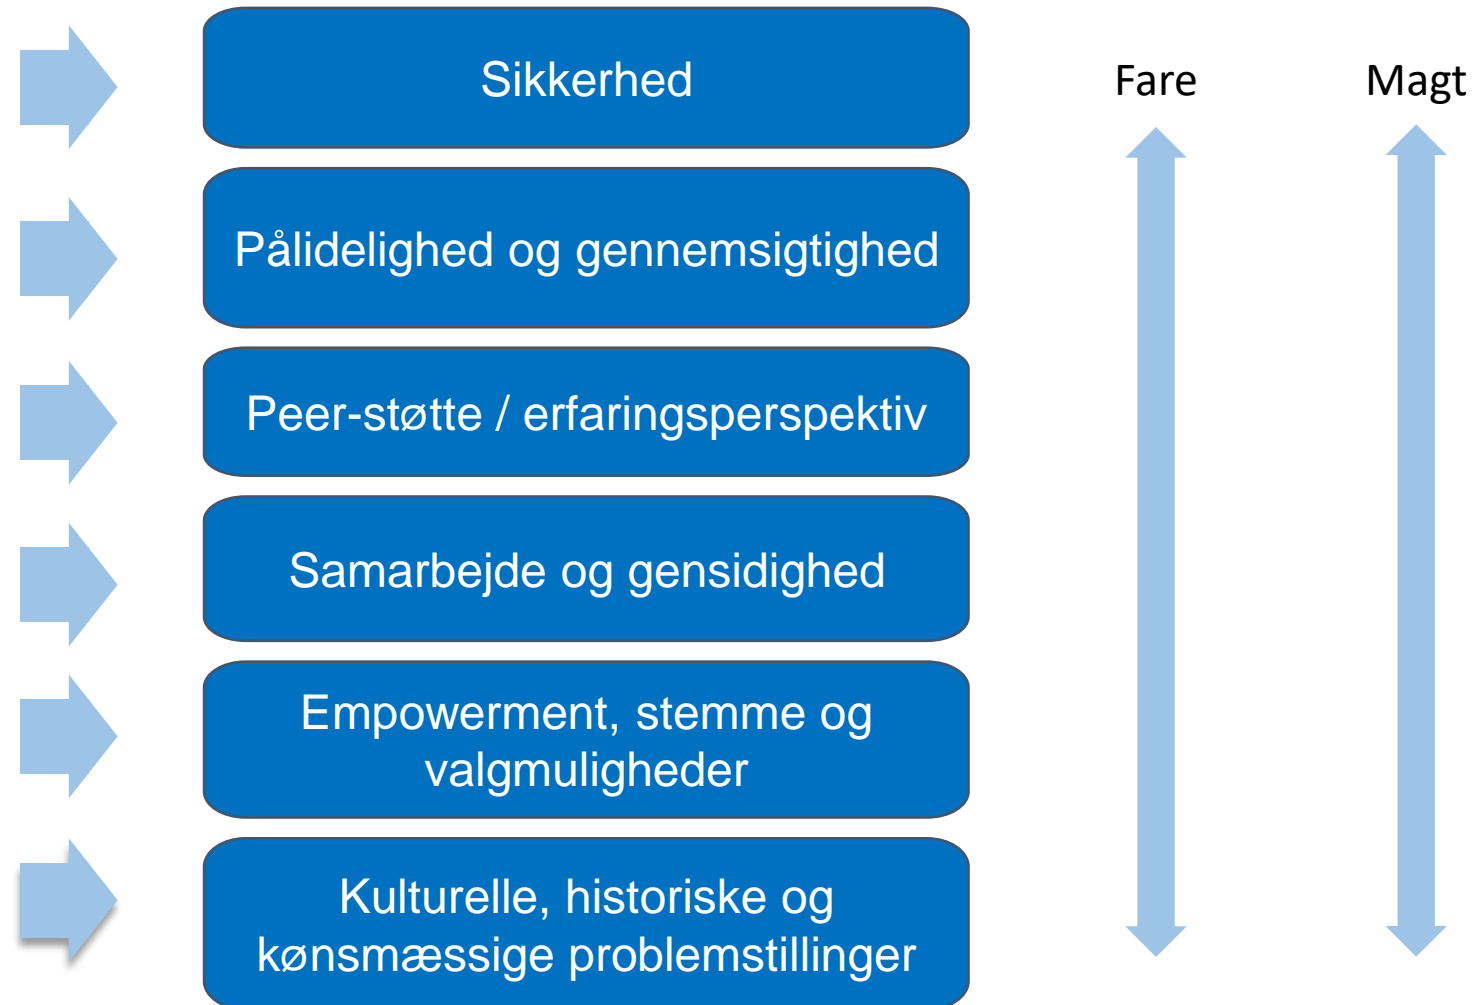 Sikkerhed
Fare
Magt
Pålidelighed og gennemsigtighed
Peer-støtte / erfaringsperspektiv
Samarbejde og gensidighed
Empowerment, stemme og
valgmuligheder
Kulturelle, historiske og
kønsmæssige problemstillinger